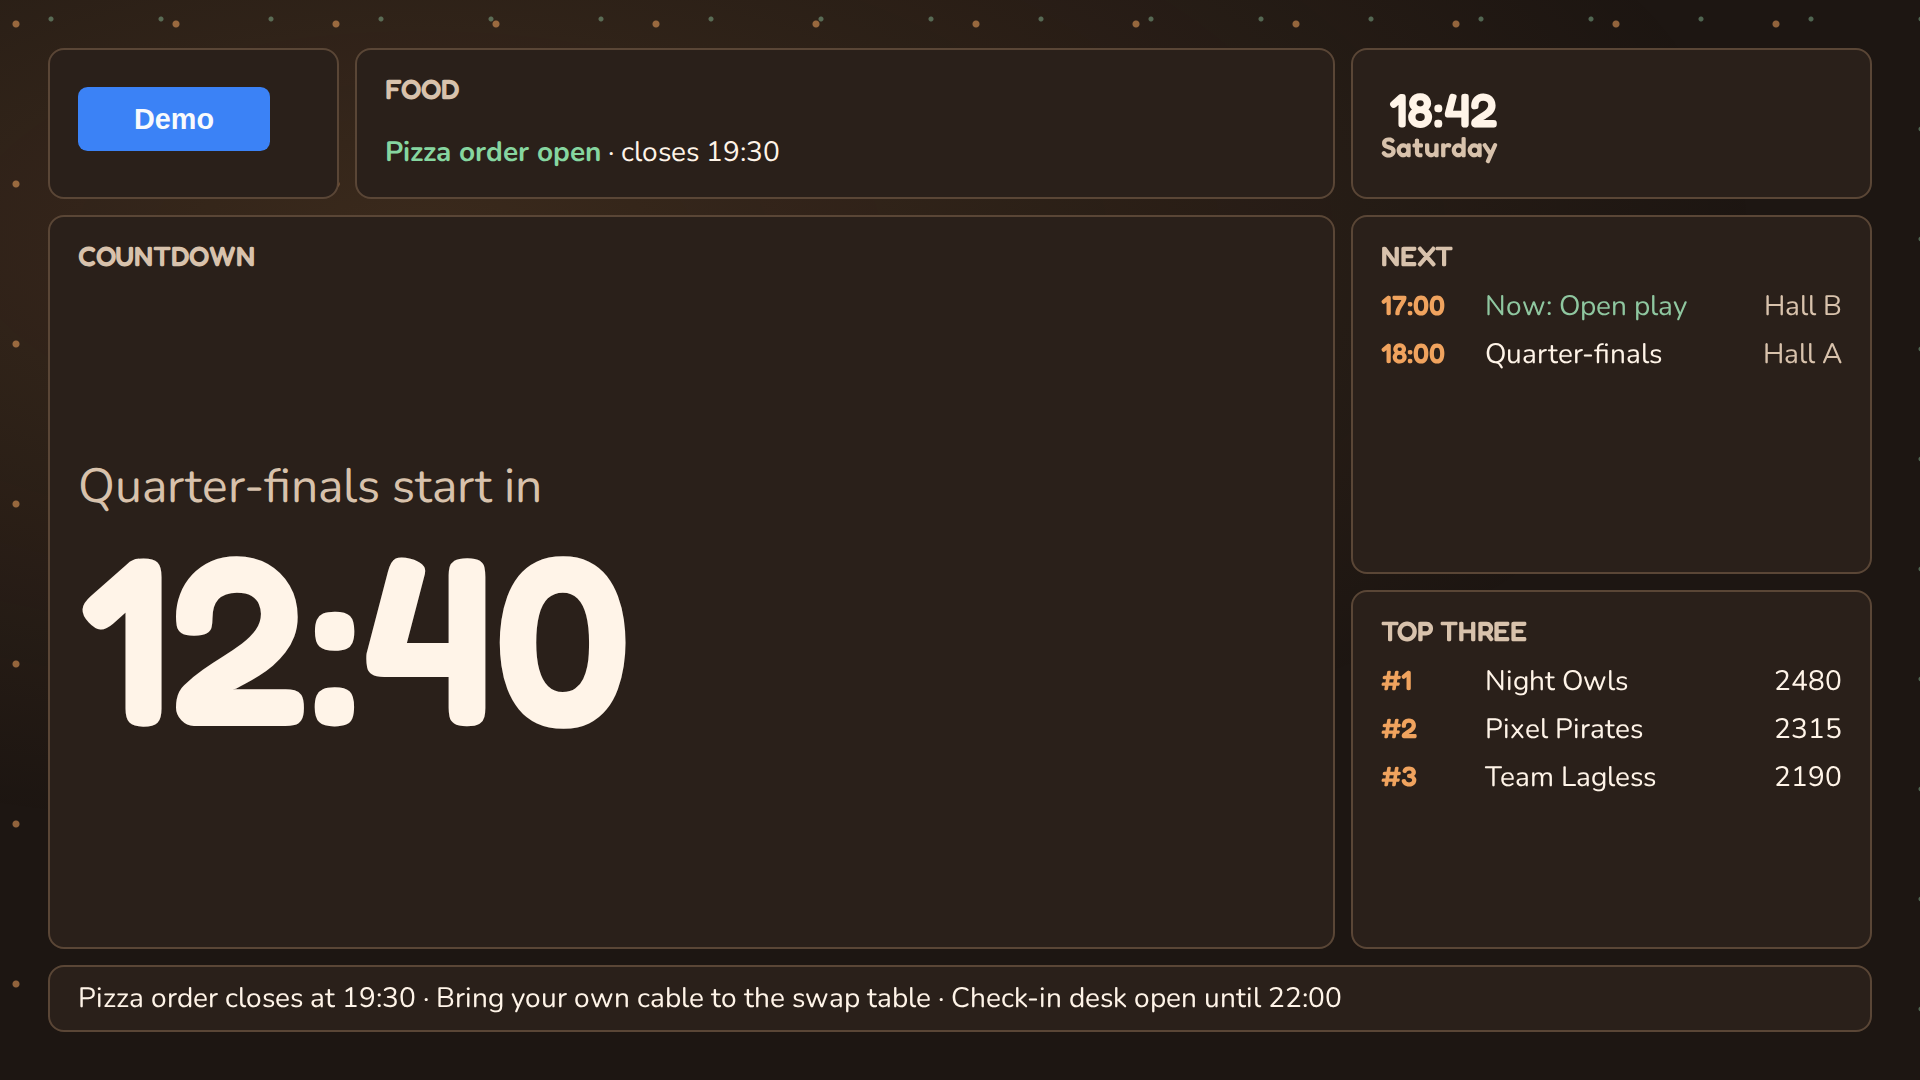 Demo
FOOD
Pizza order open · closes 19:30
18:42
Saturday
COUNTDOWN
Quarter-finals start in
12:40
NEXT
17:00 Now: Open play Hall B
18:00 Quarter-finals Hall A
TOP THREE
#1 Night Owls 2480
#2 Pixel Pirates 2315
#3 Team Lagless 2190
Pizza order closes at 19:30 · Bring your own cable to the swap table · Check-in desk open until 22:00